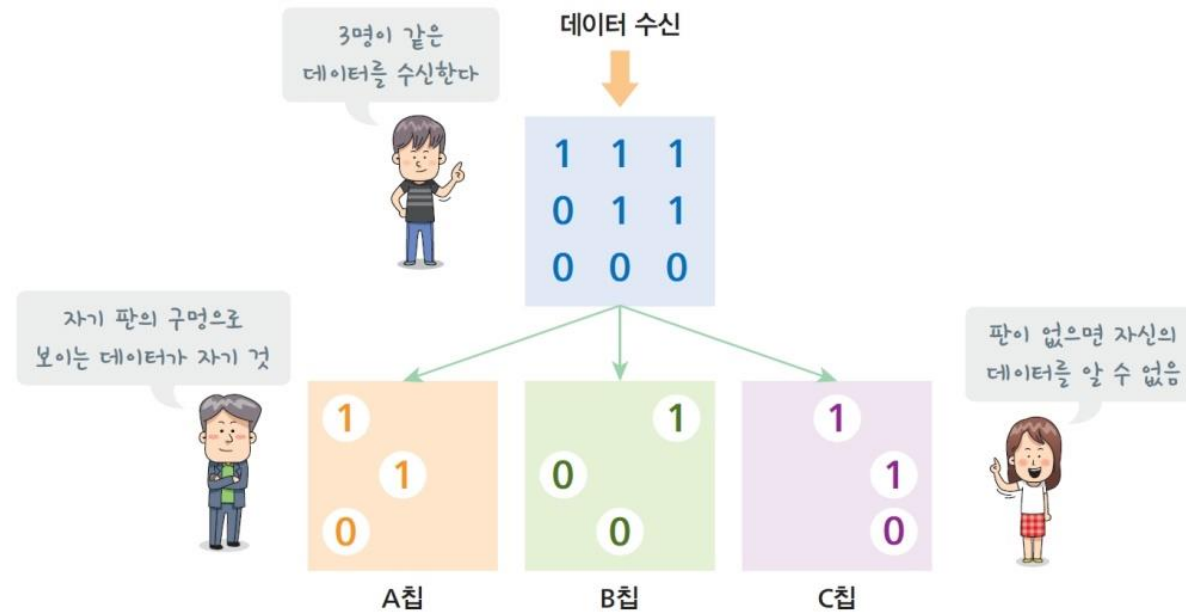 데이터 수신
3명이 같은
데이터를 수신한다
1 1 1
0 1 1
0 0 0
자기 판의 구멍으로
보이는 데이터가 자기 것
판이 없으면 자신의
데이터를 알 수 없음
1
1
0
1
0
0
1
1
0
A칩
B칩
C칩